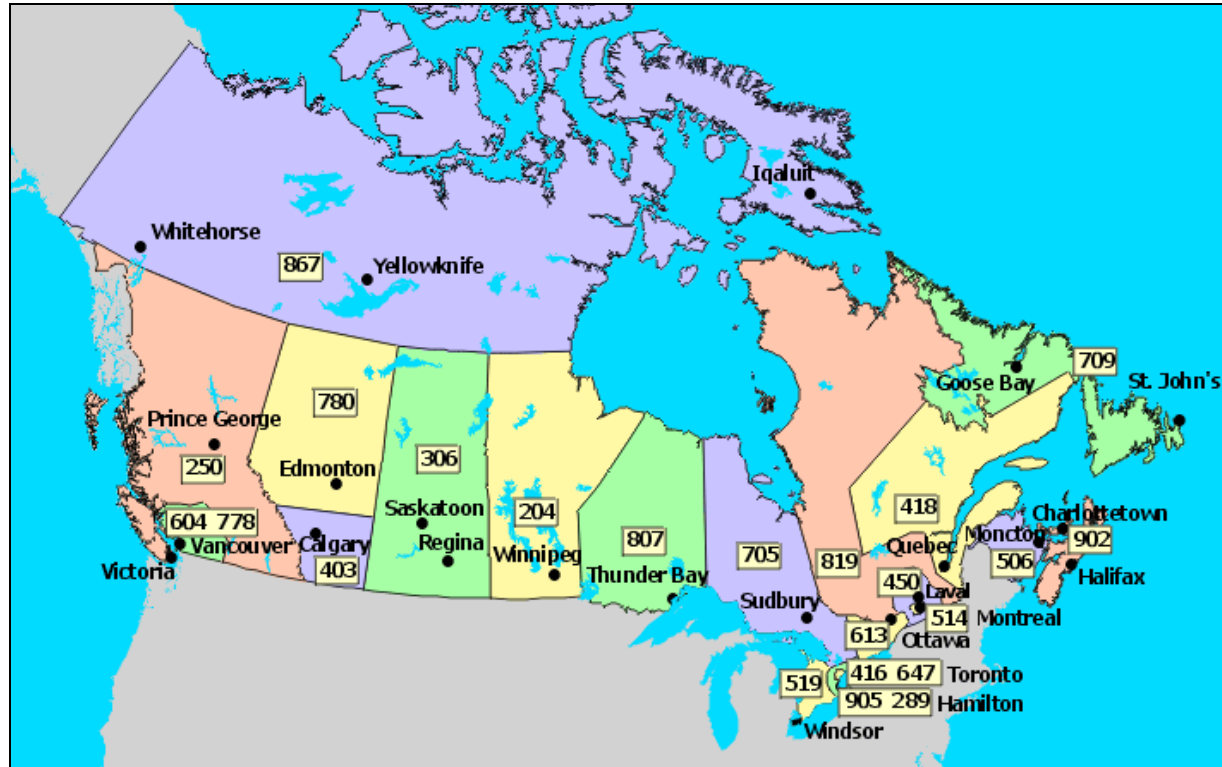 Iqaluit
Whitehorse
867
Yellowknife
709
Goose Bay
St. John's
780
Prince George
306
250
Edmonton
418
Saskatoon
204
Charlottetown
604 778
807
Moncton
902
Vancouver
Calgary
Regina
Winnipeg
705
819
Quebec
506
Victoria
403
Thunder Bay
Halifax
450
Laval
Sudbury
514
Montreal
613
Ottawa
519
416 647
Toronto
905 289
Hamilton
Windsor